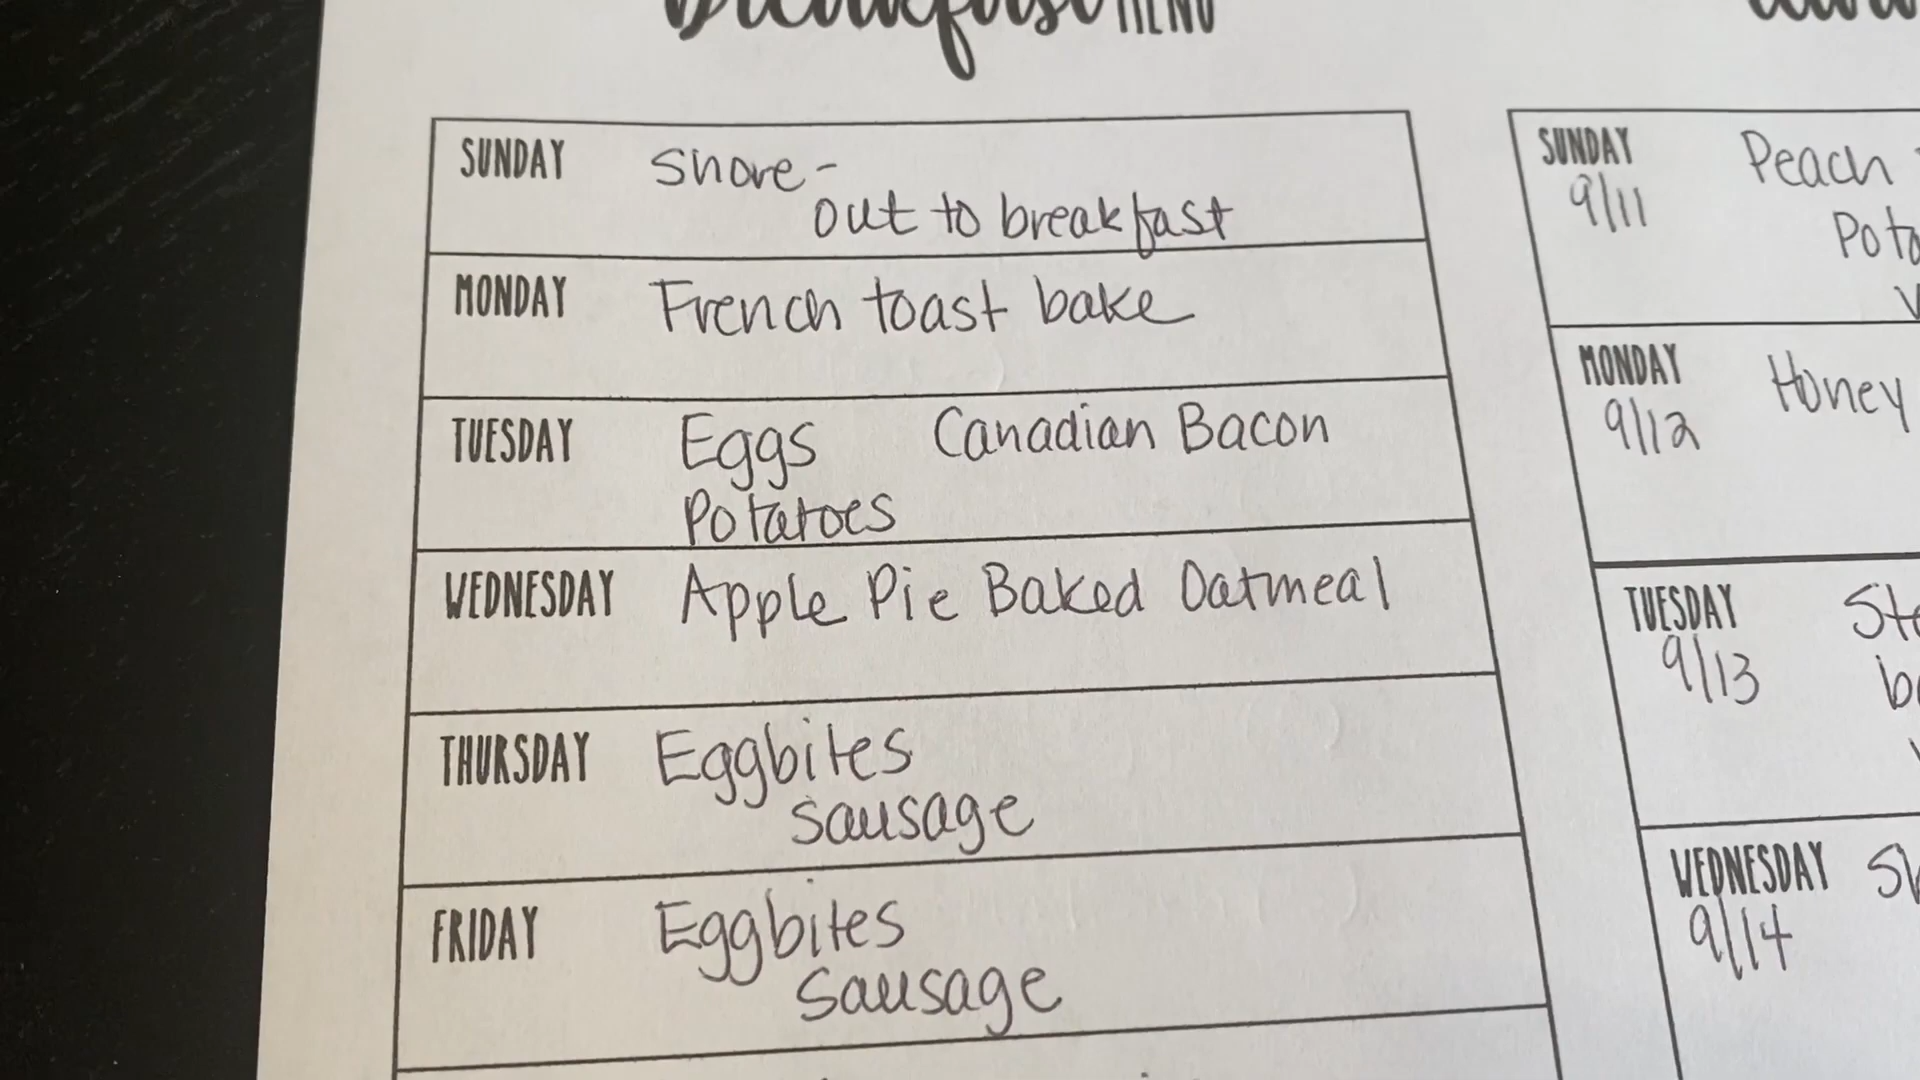 breakfast MENU
SUNDAY Shore -
out to breakfast
MONDAY French toast bake
TUESDAY Eggs Canadian Bacon
Potatoes
WEDNESDAY Apple Pie Baked Oatmeal
THURSDAY Eggbites
sausage
FRIDAY Eggbites
sausage
SUNDAY Peach
9/11
MONDAY Honey
9/12
TUESDAY
9/13
WEDNESDAY
9/14